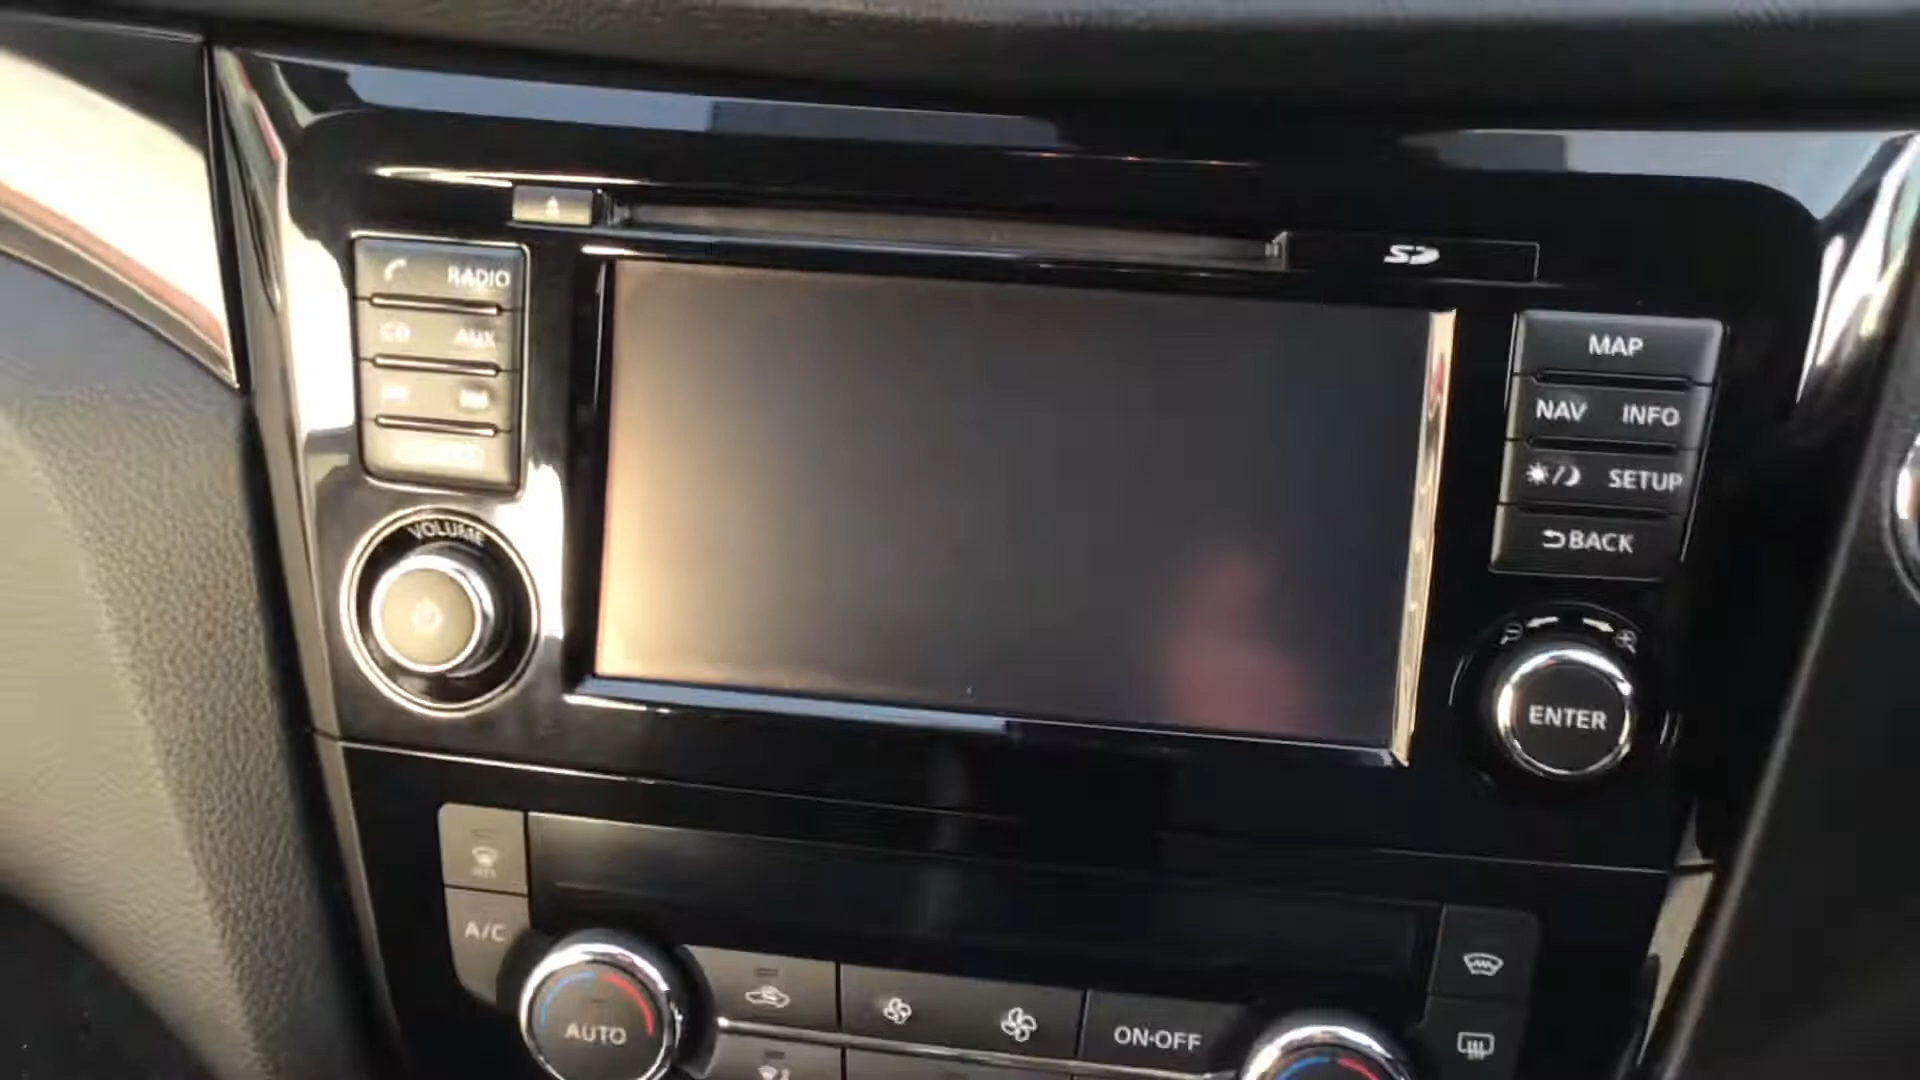 RADIO
CD AUX
VOLUME
SD
MAP
NAV INFO
SETUP
BACK
ENTER
A/C
AUTO
ON·OFF